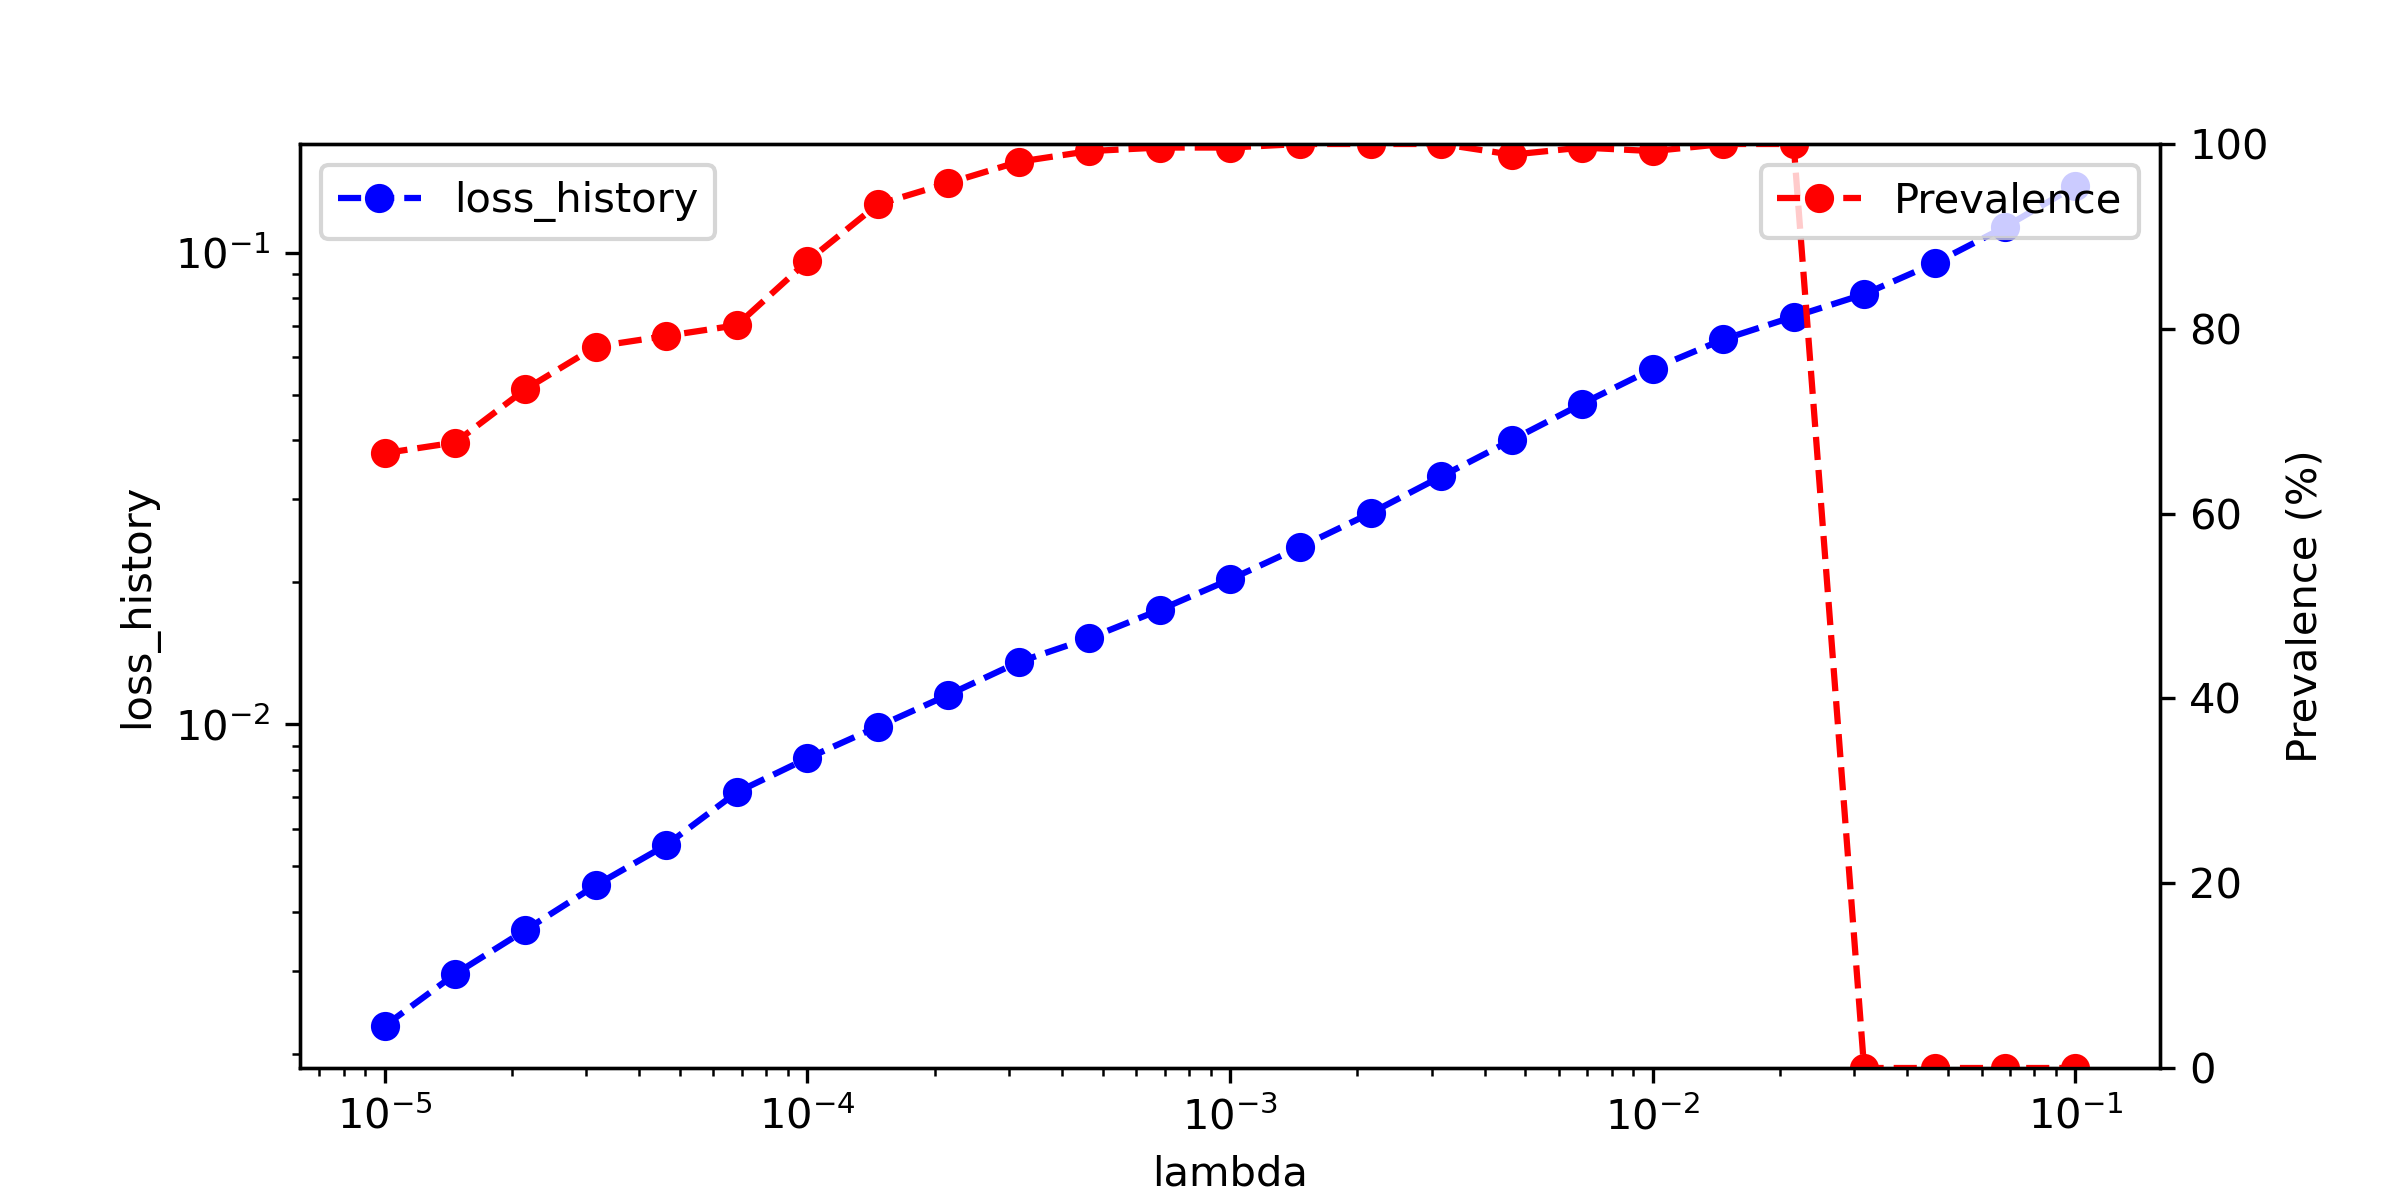 loss_history
Prevalence
10⁻¹
10⁻²
loss_history
100
80
60
40
20
0
Prevalence (%)
10⁻⁵
10⁻⁴
10⁻³
10⁻²
10⁻¹
lambda